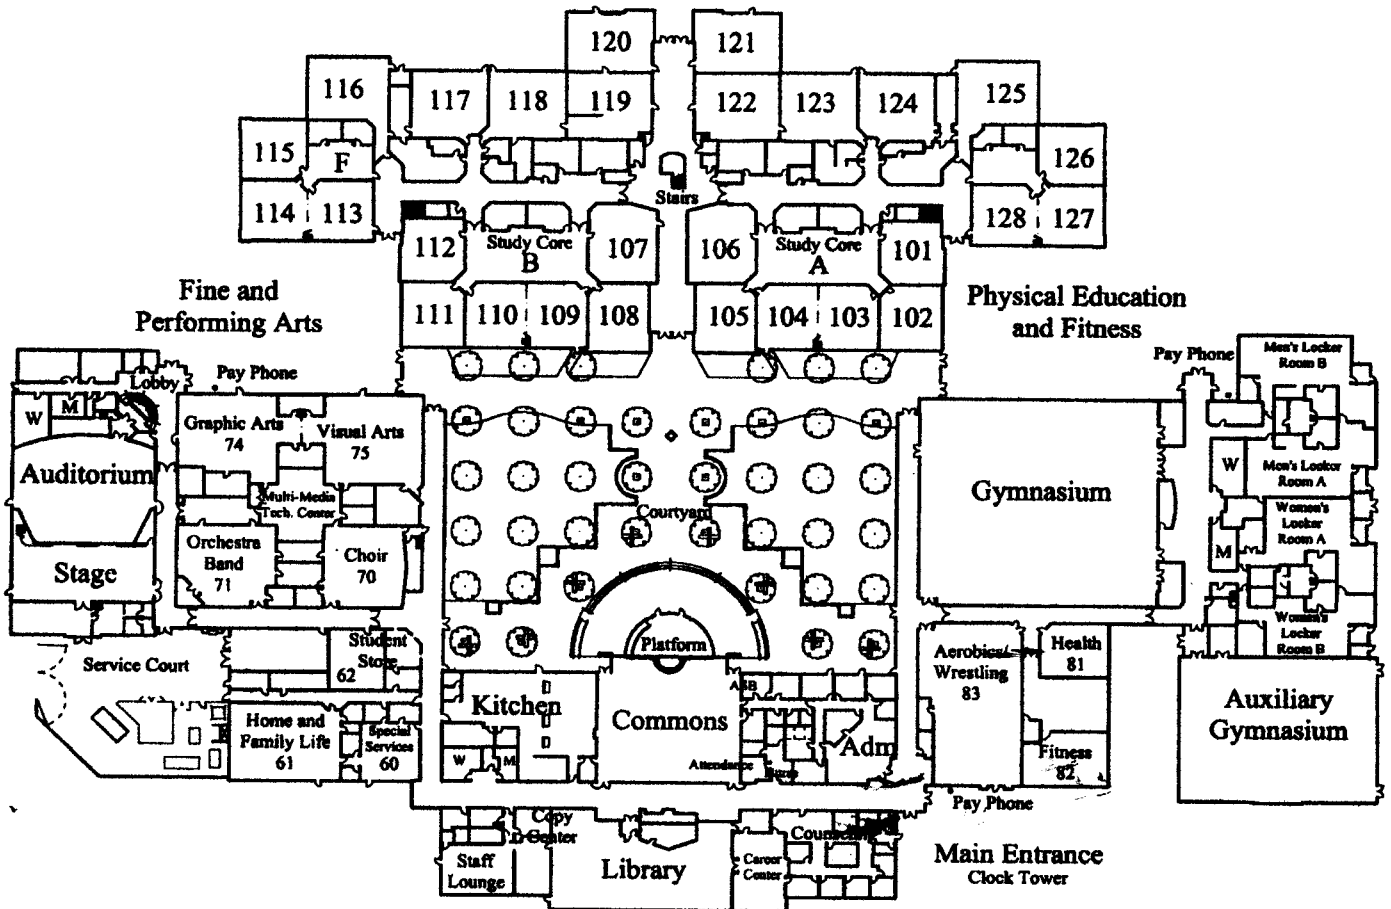 120
121
116
117
118
119
122
123
124
125
115
F
126
114
113
Stairs
128
127
112
Study Core
B
107
106
Study Core
A
101
Fine and
Performing Arts
111
110
109
108
105
104
103
102
Physical Education
and Fitness
Lobby
Pay Phone
Pay Phone
Men's Locker
Room B
W
M
Graphic Arts
74
Visual Arts
75
Auditorium
Multi-Media
Tech. Center
Gymnasium
W
Men's Locker
Room A
Courtyard
Women's
Locker
Room A
Orchestra
Band
71
Choir
70
M
Stage
Women's
Locker
Room B
Service Court
Student
Store
62
Platform
Aerobics/
Wrestling
83
Health
81
ASB
Kitchen
Commons
Auxiliary
Gymnasium
Home and
Family Life
61
Special
Services
60
W
M
Attendance
Adm
Fitness
82
Pay Phone
Copy
Center
Staff
Lounge
Library
Career
Center
Main Entrance
Clock Tower